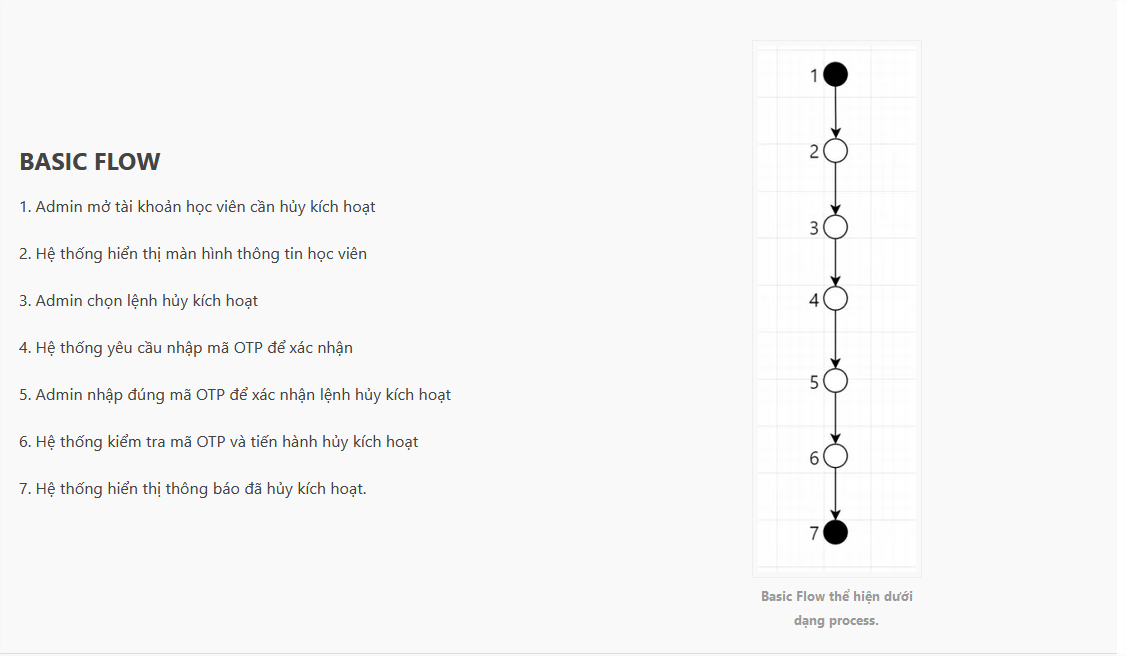 BASIC FLOW
1. Admin mở tài khoản học viên cần hủy kích hoạt
2. Hệ thống hiển thị màn hình thông tin học viên
3. Admin chọn lệnh hủy kích hoạt
4. Hệ thống yêu cầu nhập mã OTP để xác nhận
5. Admin nhập đúng mã OTP để xác nhận lệnh hủy kích hoạt
6. Hệ thống kiểm tra mã OTP và tiến hành hủy kích hoạt
7. Hệ thống hiển thị thông báo đã hủy kích hoạt.
1
2
3
4
5
6
7
Basic Flow thể hiện dưới
dạng process.